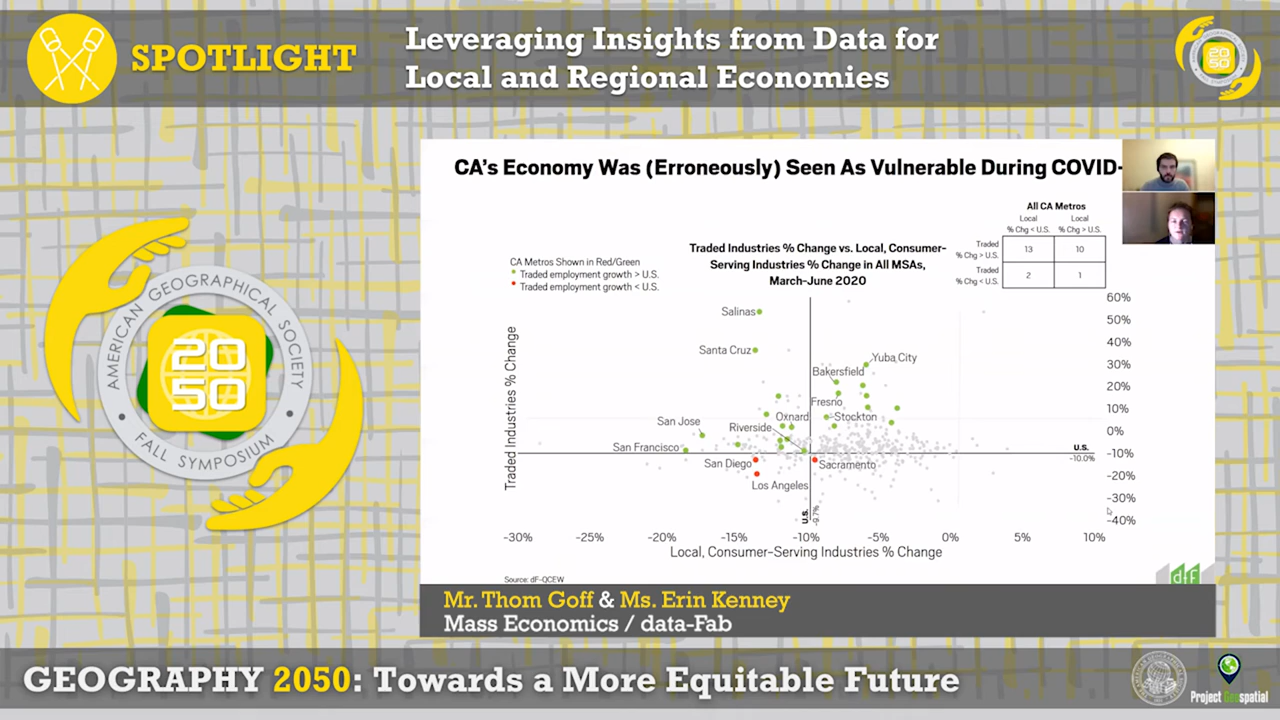 SPOTLIGHT
Leveraging Insights from Data for
Local and Regional Economies
20
50
CA's Economy Was (Erroneously) Seen As Vulnerable During COVID-
All CA Metros
Local
% Chg < U.S.
Local
% Chg > U.S.
Traded
% Chg > U.S.
13
10
Traded
% Chg < U.S.
2
1
Traded Industries % Change vs. Local, Consumer-
Serving Industries % Change in All MSAs,
March-June 2020
CA Metros Shown in Red/Green
Traded employment growth > U.S.
Traded employment growth < U.S.
Traded Industries % Change
Salinas
Santa Cruz
Yuba City
Bakersfield
Fresno
Oxnard
Stockton
San Jose
Riverside
San Francisco
San Diego
Sacramento
Los Angeles
U.S.
-10.0%
U.S.
-9.7%
60%
50%
40%
30%
20%
10%
0%
-10%
-20%
-30%
-40%
-30%
-25%
-20%
-15%
-10%
-5%
0%
5%
10%
Local, Consumer-Serving Industries % Change
Source: dF-QCEW
dfF
AMERICAN GEOGRAPHICAL SOCIETY
20
50
FALL SYMPOSIUM
Mr. Thom Goff & Ms. Erin Kenney
Mass Economics / data-Fab
GEOGRAPHY 2050: Towards a More Equitable Future
Project Geospatial